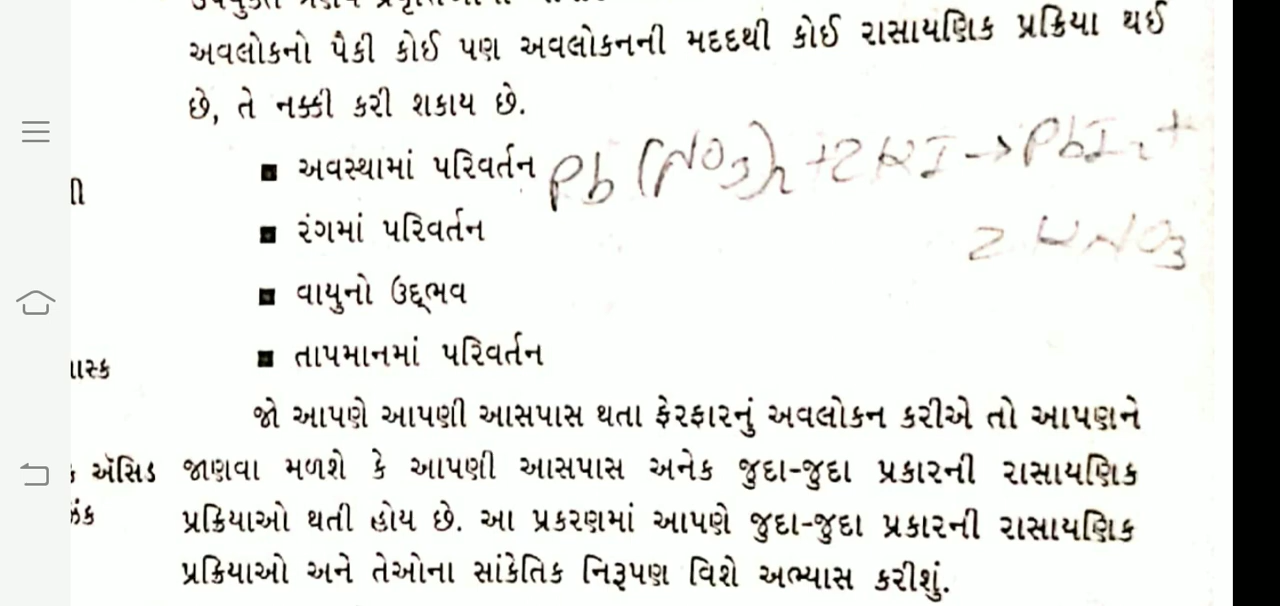 અવલોકનો પૈકી કોઈ પણ અવલોકનની મદદથી કોઈ રાસાયણિક પ્રક્રિયા થઈ
છે, તે નક્કી કરી શકાય છે.
■ અવસ્થામાં પરિવર્તન Pb(NO3)2 + 2KI → PbI2 +
2KNO3
■ રંગમાં પરિવર્તન
■ વાયુનો ઉદ્ભવ
■ તાપમાનમાં પરિવર્તન
જો આપણે આપણી આસપાસ થતા ફેરફારનું અવલોકન કરીએ તો આપણને
ઍસિડ જાણવા મળશે કે આપણી આસપાસ અનેક જુદા-જુદા પ્રકારની રાસાયણિક
પ્રક્રિયાઓ થતી હોય છે. આ પ્રકરણમાં આપણે જુદા-જુદા પ્રકારની રાસાયણિક
પ્રક્રિયાઓ અને તેઓના સાંકેતિક નિરૂપણ વિશે અભ્યાસ કરીશું.